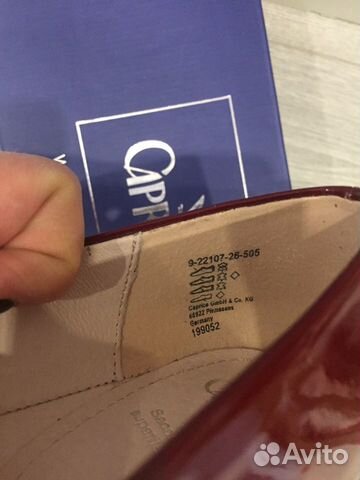 CAPR
9-22107-26-505
Caprice GmbH & Co. KG
66922 Pirmasens
Germany
199052
Avito